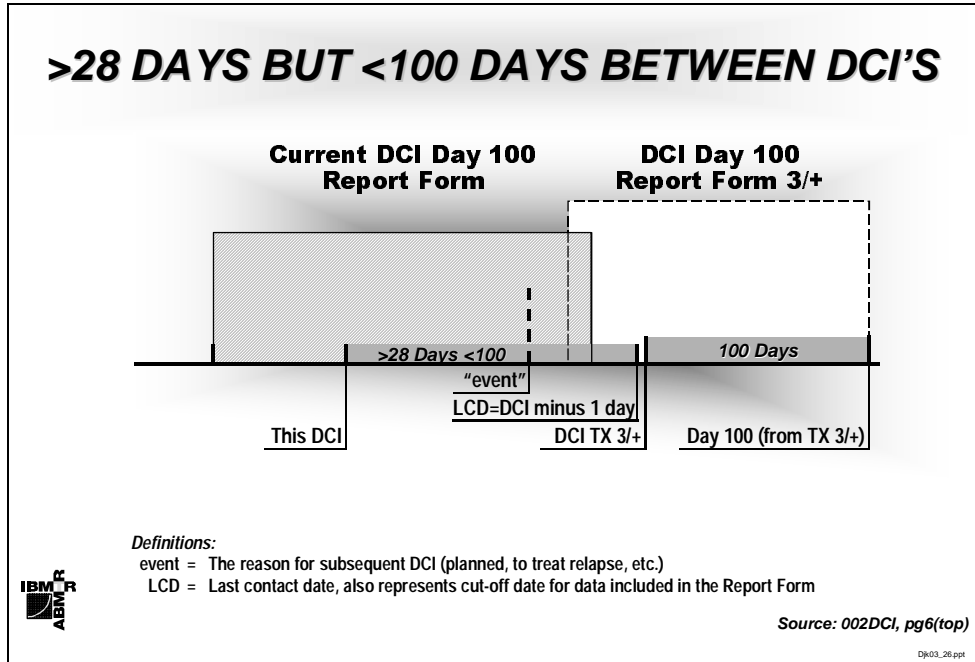 >28 DAYS BUT <100 DAYS BETWEEN DCI'S
Current DCI Day 100
Report Form
DCI Day 100
Report Form 3/+
>28 Days <100
100 Days
“event”
LCD=DCI minus 1 day
This DCI
DCI TX 3/+
Day 100 (from TX 3/+)
Definitions:
event = The reason for subsequent DCI (planned, to treat relapse, etc.)
LCD = Last contact date, also represents cut-off date for data included in the Report Form
IBMTR
ABMTR
Source: 002DCI, pg6(top)
Djk03_26.ppt